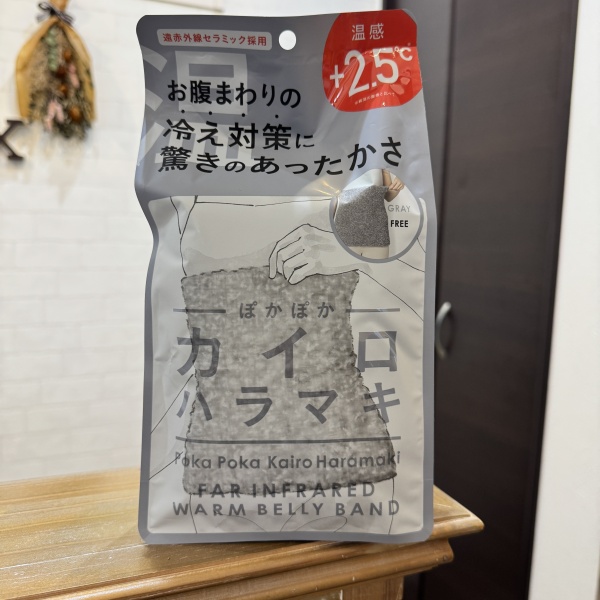 遠赤外線セラミック採用
温感
+2.5℃
温
お腹まわりの
冷え対策に
驚きのあったかさ
GRAY
FREE
ぽかぽか
カイロ
ハラマキ
Poka Poka Kairo Haramaki
FAR INFRARED
WARM BELLY BAND
K